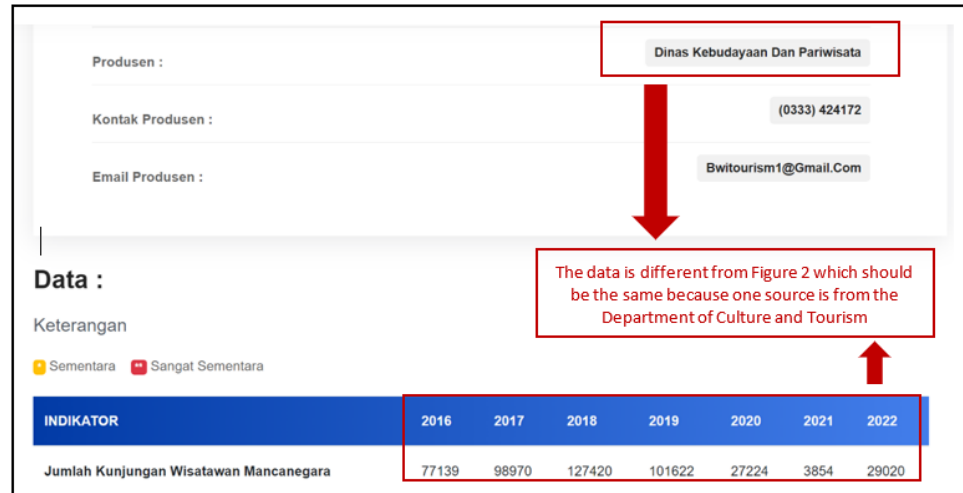 Produsen :
Dinas Kebudayaan Dan Pariwisata
Kontak Produsen :
(0333) 424172
Email Produsen :
Bwitourism1@Gmail.Com
The data is different from Figure 2 which should
be the same because one source is from the
Department of Culture and Tourism
Data :
Keterangan
* Sementara ** Sangat Sementara
INDIKATOR 2016 2017 2018 2019 2020 2021 2022
Jumlah Kunjungan Wisatawan Mancanegara 77139 98970 127420 101622 27224 3854 29020